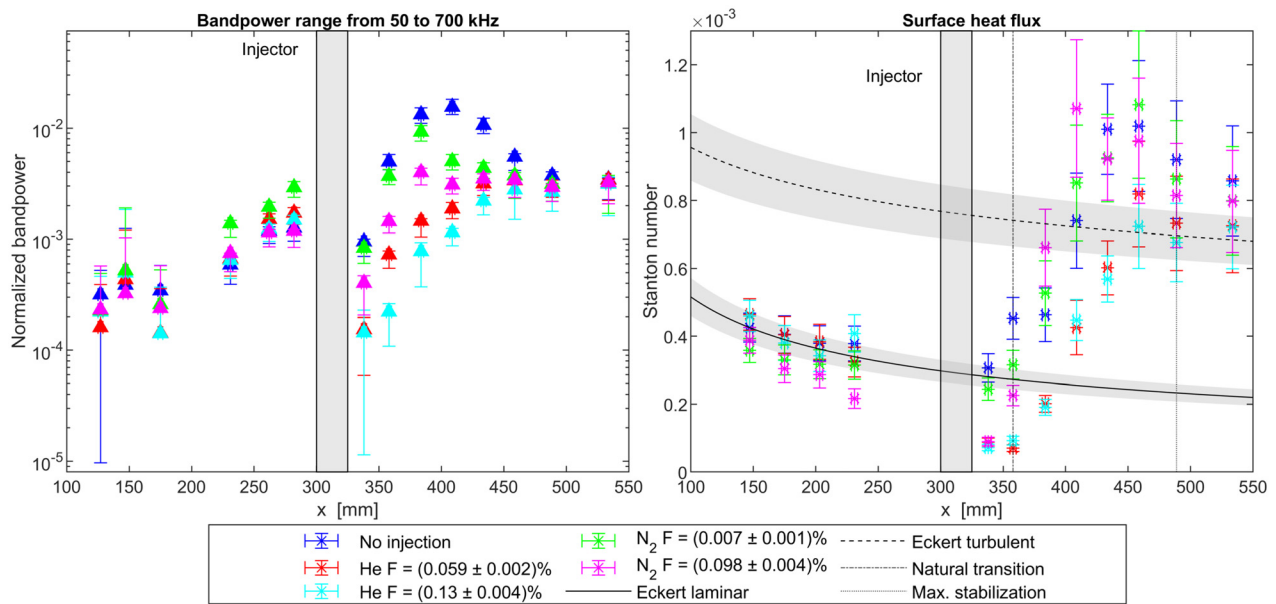 Bandpower range from 50 to 700 kHz
Injector
Normalized bandpower
10^-2
10^-3
10^-4
10^-5
100 150 200 250 300 350 400 450 500 550
x [mm]
×10^-3
Surface heat flux
Injector
Stanton number
1.2
1
0.8
0.6
0.4
0.2
0
100 150 200 250 300 350 400 450 500 550
x [mm]
No injection
He F = (0.059 ± 0.002)%
He F = (0.13 ± 0.004)%
N₂ F = (0.007 ± 0.001)%
N₂ F = (0.098 ± 0.004)%
Eckert laminar
Eckert turbulent
Natural transition
Max. stabilization